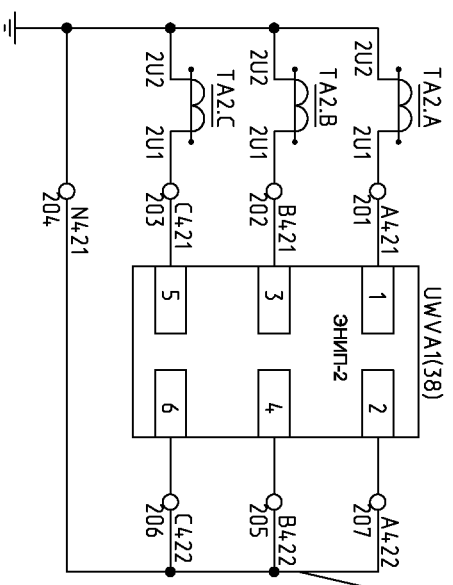 TA2.A
2U2
2U1
A421
201
TA2.B
2U2
2U1
B421
202
TA2.C
2U2
2U1
C421
203
N421
204
UWVA1(38)
ЭНИП-2
1
3
5
2
4
6
A422
207
B422
205
C422
206